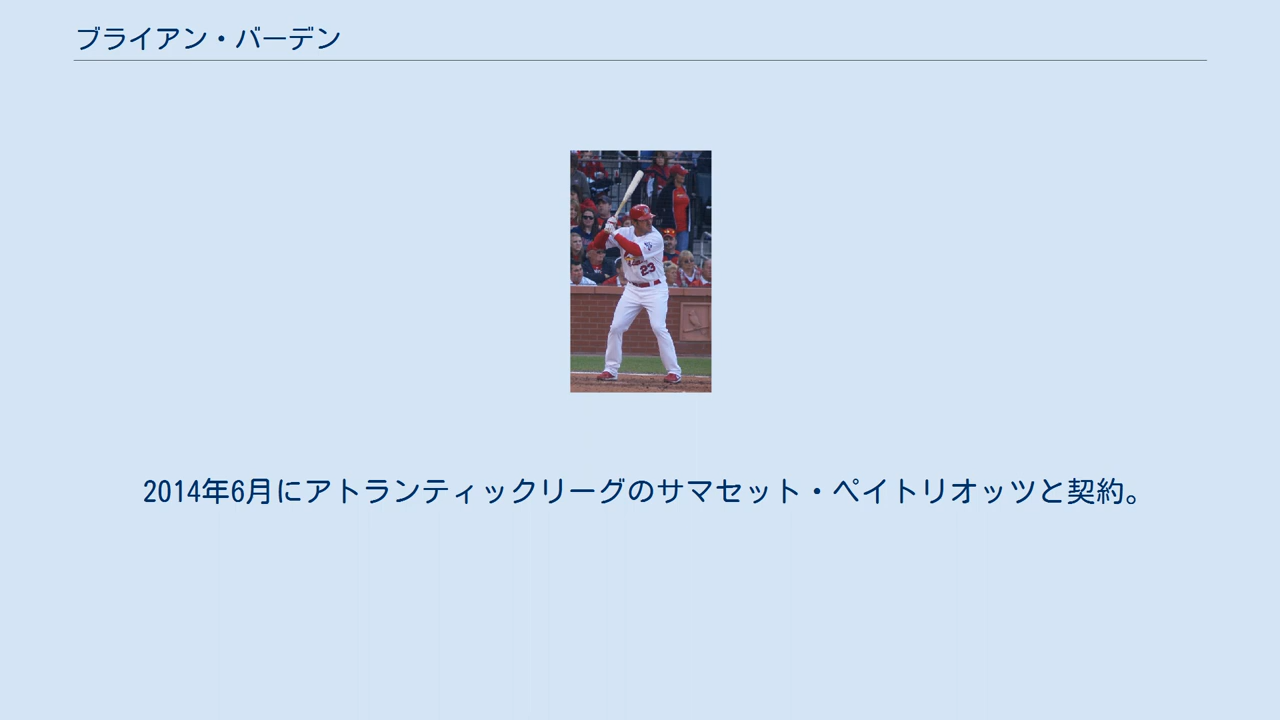 ブライアン・バーデン
23
2014年6月にアトランティックリーグのサマセット・ペイトリオッツと契約。